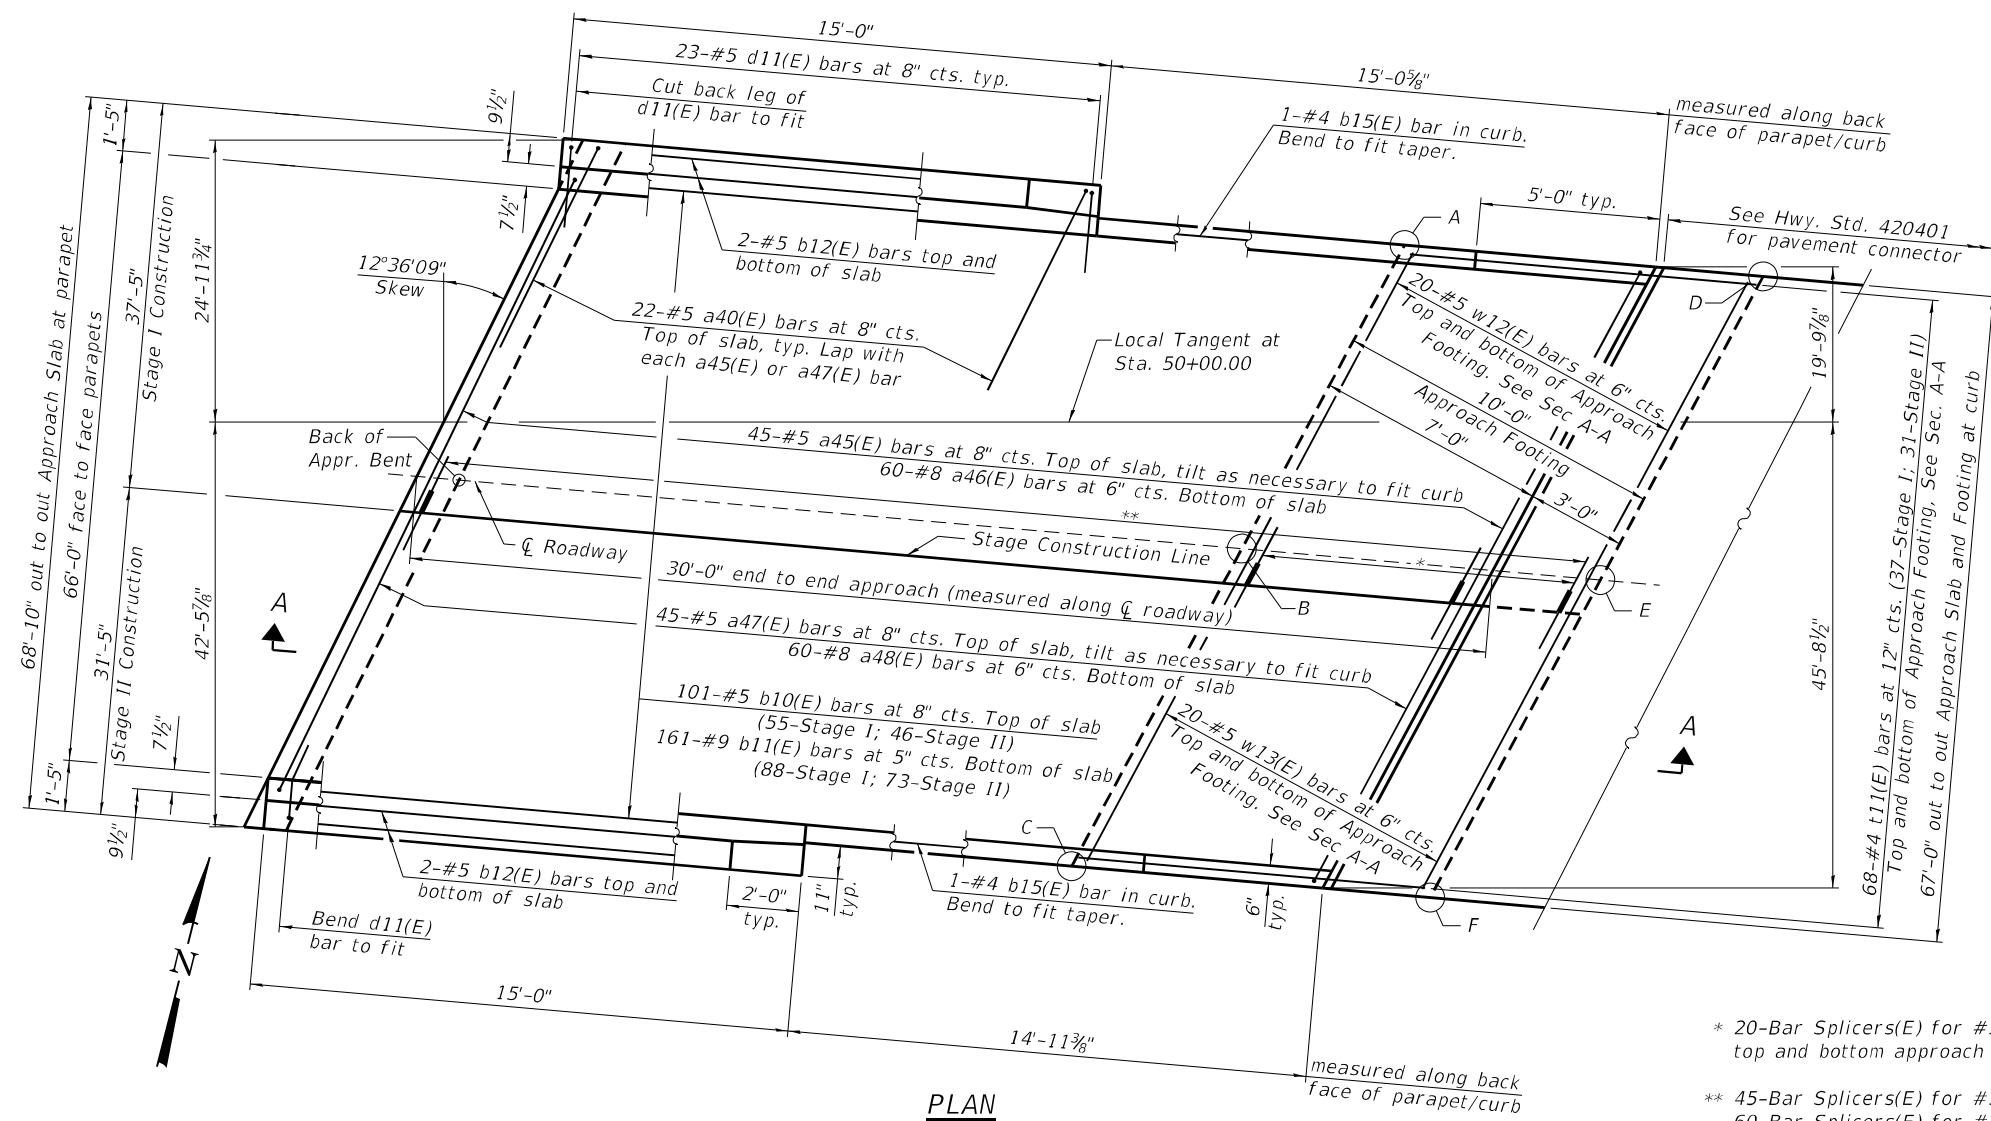 15'-0"
23-#5 d11(E) bars at 8" cts. typ.
Cut back leg of
d11(E) bar to fit
15'-0⅝"
measured along back
face of parapet/curb
1-#4 b15(E) bar in curb.
Bend to fit taper.
5'-0" typ.
See Hwy. Std. 420401
for pavement connector
9½"
7½"
1'-5"
68'-10" out to out Approach Slab at parapet
66'-0" face to face parapets
37'-5"
Stage I Construction
24'-11¾"
12°36'09"
Skew
2-#5 b12(E) bars top and
bottom of slab
22-#5 a40(E) bars at 8" cts.
Top of slab, typ. Lap with
each a45(E) or a47(E) bar
Local Tangent at
Sta. 50+00.00
A
D
20-#5 w12(E) bars at 6" cts.
Top and bottom of Approach
Footing. See Sec A-A
10'-0"
Approach Footing
7'-0"
3'-0"
19'-9⅞"
Back of
Appr. Bent
45-#5 a45(E) bars at 8" cts. Top of slab, tilt as necessary to fit curb
60-#8 a46(E) bars at 6" cts. Bottom of slab
**
*
℄ Roadway
Stage Construction Line
30'-0" end to end approach (measured along ℄ roadway)
B
E
45-#5 a47(E) bars at 8" cts. Top of slab, tilt as necessary to fit curb
60-#8 a48(E) bars at 6" cts. Bottom of slab
101-#5 b10(E) bars at 8" cts. Top of slab
(55-Stage I; 46-Stage II)
161-#9 b11(E) bars at 5" cts. Bottom of slab
(88-Stage I; 73-Stage II)
20-#5 w13(E) bars at 6" cts.
Top and bottom of Approach
Footing. See Sec A-A
31'-5"
Stage II Construction
42'-5⅞"
A
A
45'-8½"
68-#4 t11(E) bars at 12" cts. (37-Stage I; 31-Stage II)
Top and bottom of Approach Footing, See Sec. A-A
67'-0" out to out Approach Slab and Footing at curb
7½"
1'-5"
9½"
C
F
2-#5 b12(E) bars top and
bottom of slab
2'-0"
typ.
11"
typ.
1-#4 b15(E) bar in curb.
Bend to fit taper.
6"
typ.
Bend d11(E)
bar to fit
N
15'-0"
14'-11⅜"
measured along back
face of parapet/curb
* 20-Bar Splicers(E) for
top and bottom approach
** 45-Bar Splicers(E) for
60-Bar Splicers(E) for
PLAN